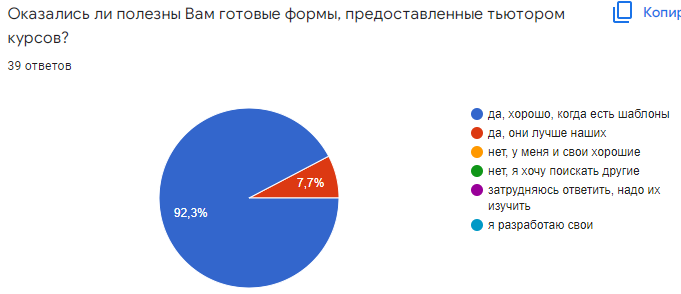 Оказались ли полезны Вам готовые формы, предоставленные тьютором
курсов?
Копир
39 ответов
да, хорошо, когда есть шаблоны
да, они лучше наших
нет, у меня и свои хорошие
нет, я хочу поискать другие
затрудняюсь ответить, надо их
изучить
я разработаю свои
7,7%
92,3%